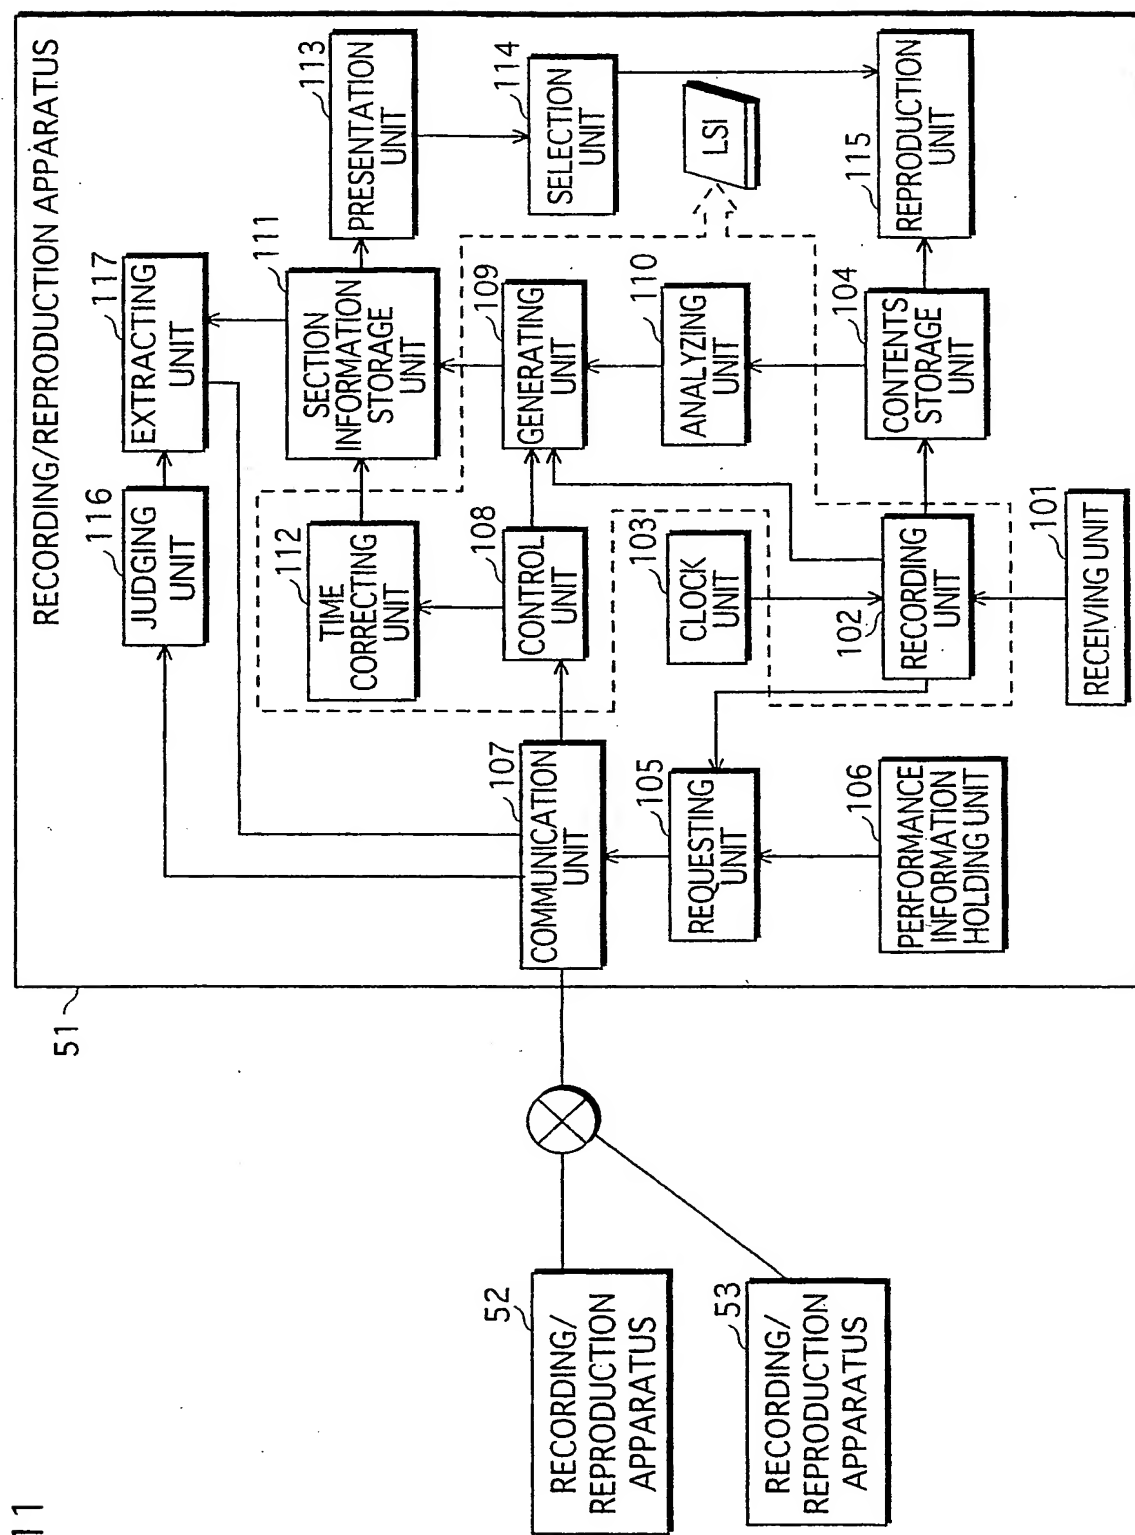 11
RECORDING/REPRODUCTION APPARATUS
51
52
RECORDING/
REPRODUCTION
APPARATUS
53
RECORDING/
REPRODUCTION
APPARATUS
116
JUDGING
UNIT
117
EXTRACTING
UNIT
113
PRESENTATION
UNIT
112
TIME
CORRECTING
UNIT
111
SECTION
INFORMATION
STORAGE
UNIT
114
SELECTION
UNIT
107
COMMUNICATION
UNIT
108
CONTROL
UNIT
109
GENERATING
UNIT
LSI
105
REQUESTING
UNIT
103
CLOCK
UNIT
110
ANALYZING
UNIT
106
PERFORMANCE
INFORMATION
HOLDING UNIT
102
RECORDING
UNIT
104
CONTENTS
STORAGE
UNIT
115
REPRODUCTION
UNIT
101
RECEIVING UNIT